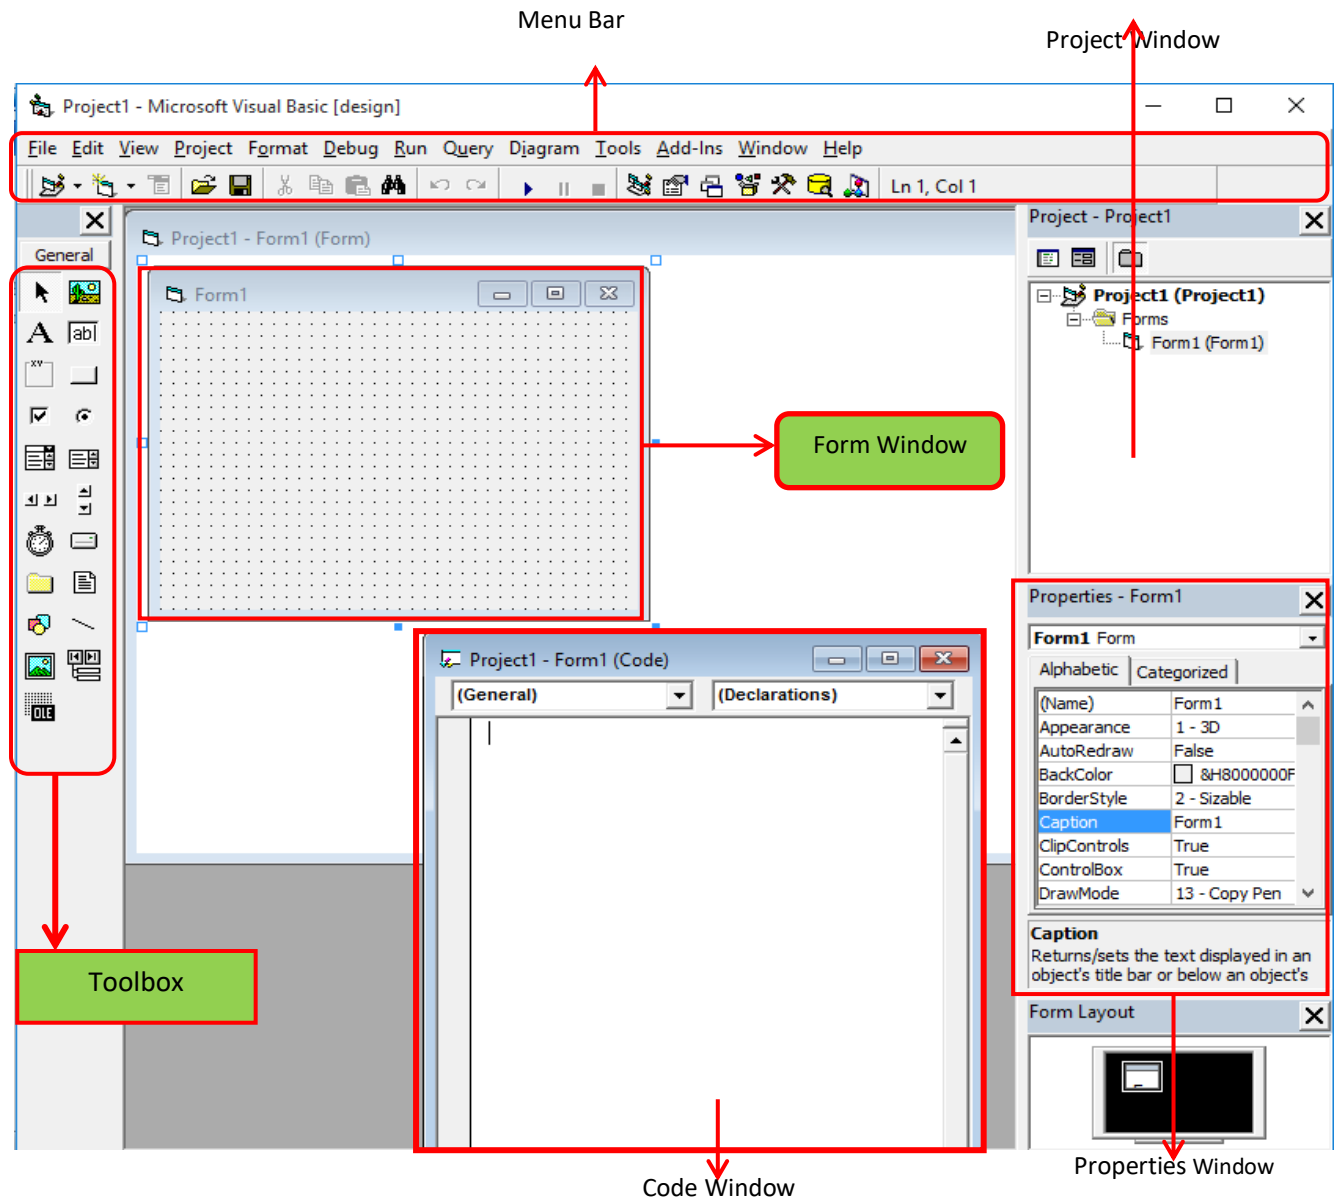 Menu Bar
Project Window
Project1 - Microsoft Visual Basic [design]
File Edit View Project Format Debug Run Query Diagram Tools Add-Ins Window Help
Ln 1, Col 1
General
A
ab|
xy
OLE
Toolbox
Project1 - Form1 (Form)
Form1
Form Window
Project1 - Form1 (Code)
(General) (Declarations)
Code Window
Project - Project1
Project1 (Project1)
Forms
Form1 (Form1)
Properties - Form1
Form1 Form
Alphabetic Categorized
(Name) Form1
Appearance 1 - 3D
AutoRedraw False
BackColor &H8000000F
BorderStyle 2 - Sizable
Caption Form1
ClipControls True
ControlBox True
DrawMode 13 - Copy Pen
Caption
Returns/sets the text displayed in an
object's title bar or below an object's
Form Layout
Properties Window